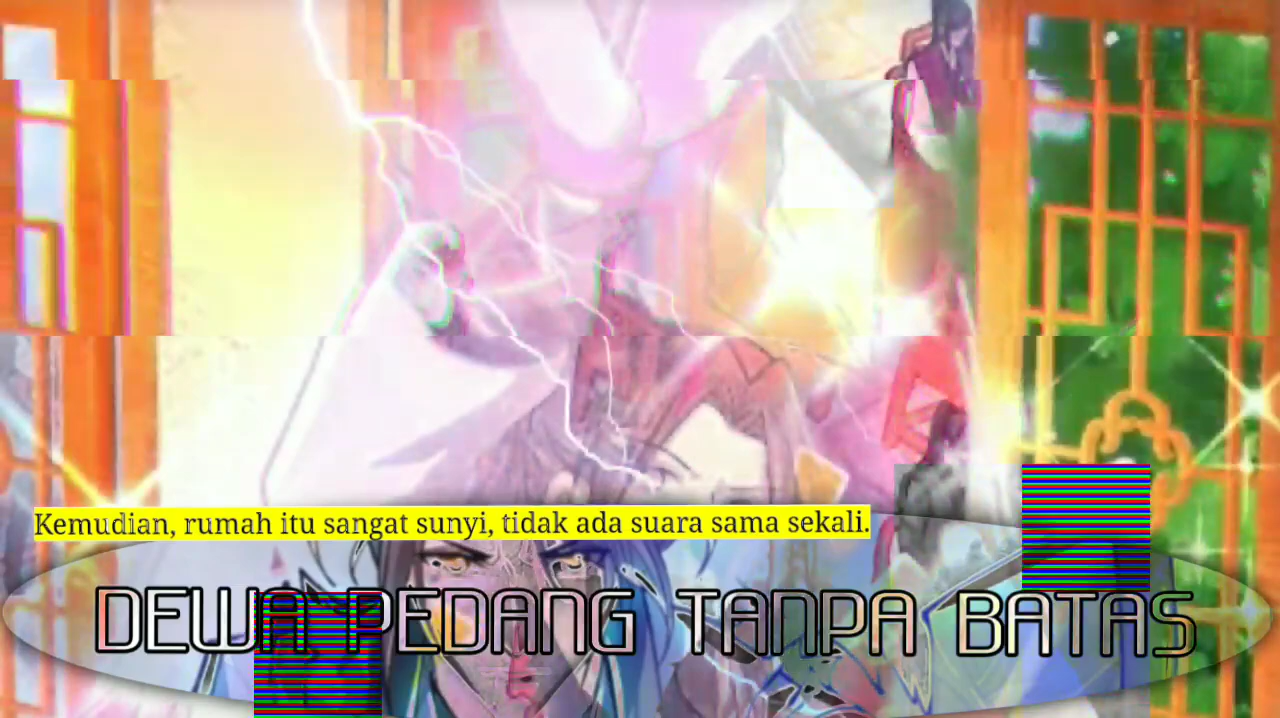 Kemudian, rumah itu sangat sunyi, tidak ada suara sama sekali.
DEWA PEDANG TANPA BATAS